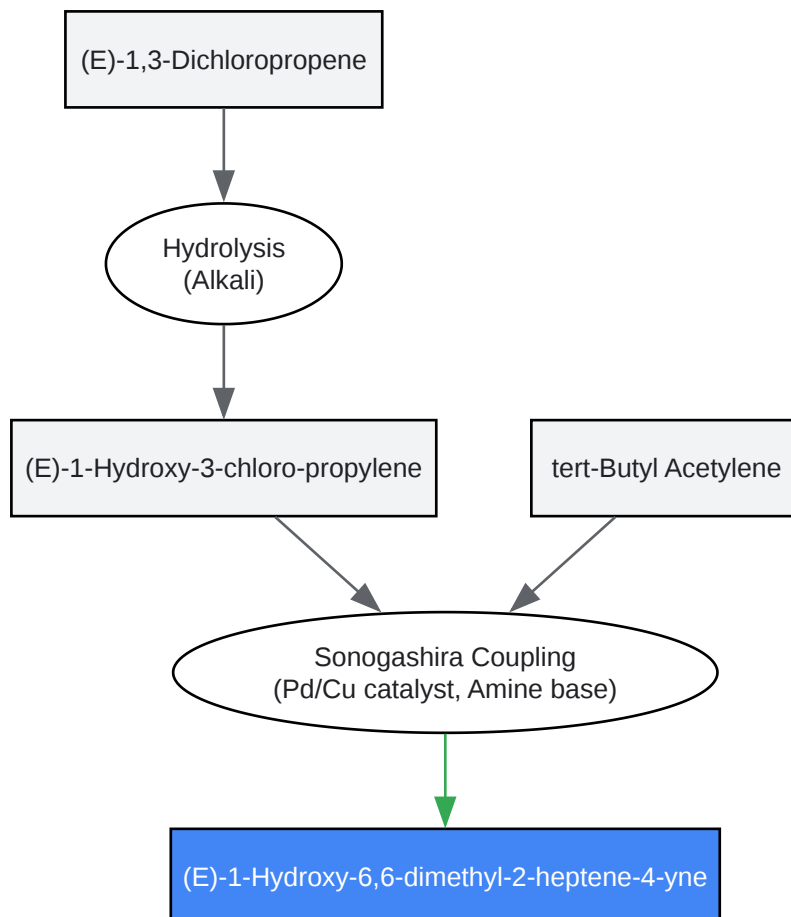 (E)-1,3-Dichloropropene
Hydrolysis
(Alkali)
(E)-1-Hydroxy-3-chloro-propylene
tert-Butyl Acetylene
Sonogashira Coupling
(Pd/Cu catalyst, Amine base)
(E)-1-Hydroxy-6,6-dimethyl-2-heptene-4-yne